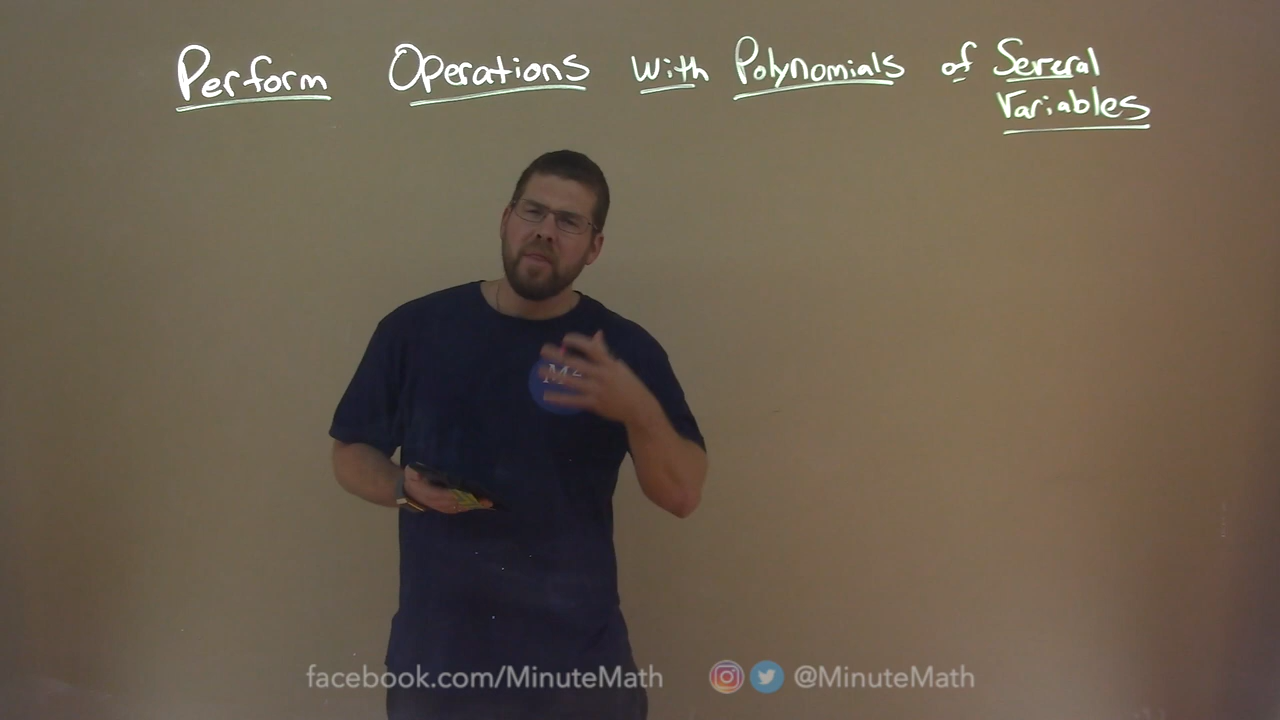 Perform Operations With Polynomials of Several
Variables
M
facebook.com/MinuteMath @MinuteMath